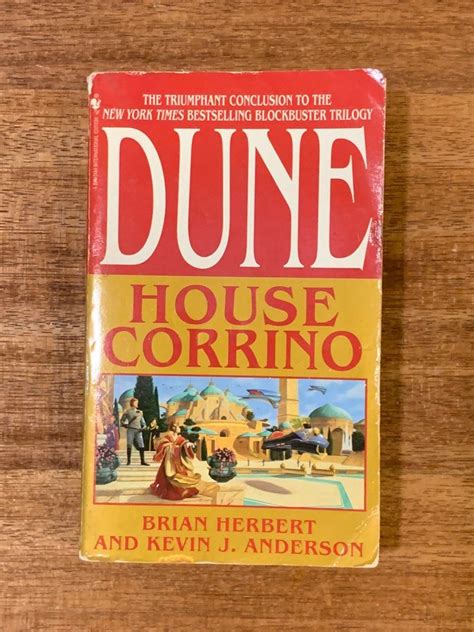 THE TRIUMPHANT CONCLUSION TO THE
NEW YORK TIMES BESTSELLING BLOCKBUSTER TRILOGY
DUNE
HOUSE
CORRINO
BRIAN HERBERT
AND KEVIN J. ANDERSON